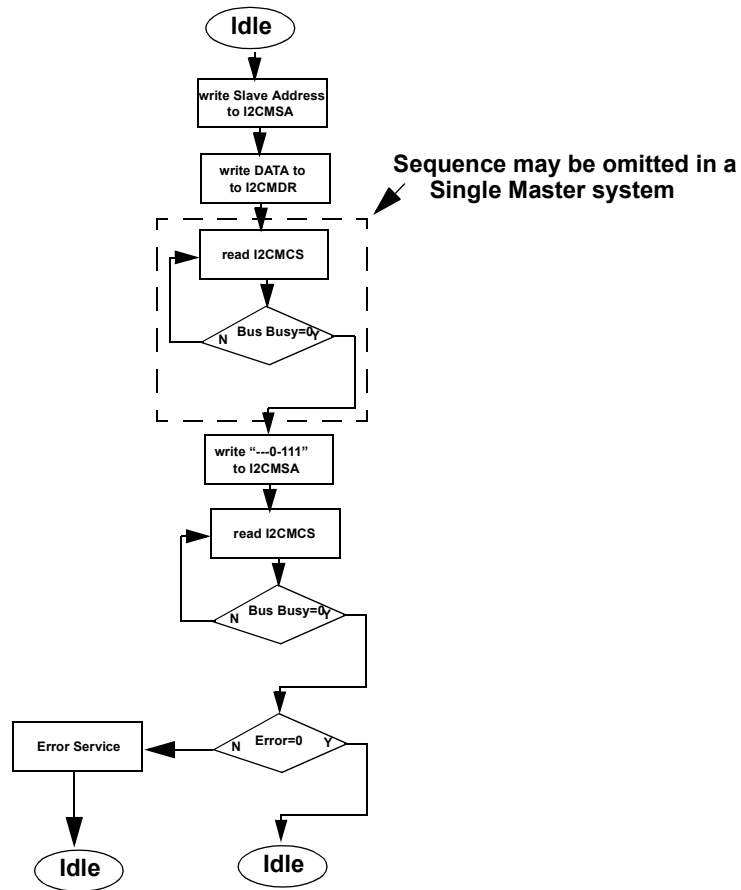 Idle
write Slave Address
to I2CMSA
write DATA to
to I2CMDR
Sequence may be omitted in a
Single Master system
read I2CMCS
N Bus Busy=0 Y
write “---0-111”
to I2CMSA
read I2CMCS
N Bus Busy=0 Y
Error Service
N Error=0 Y
Idle
Idle